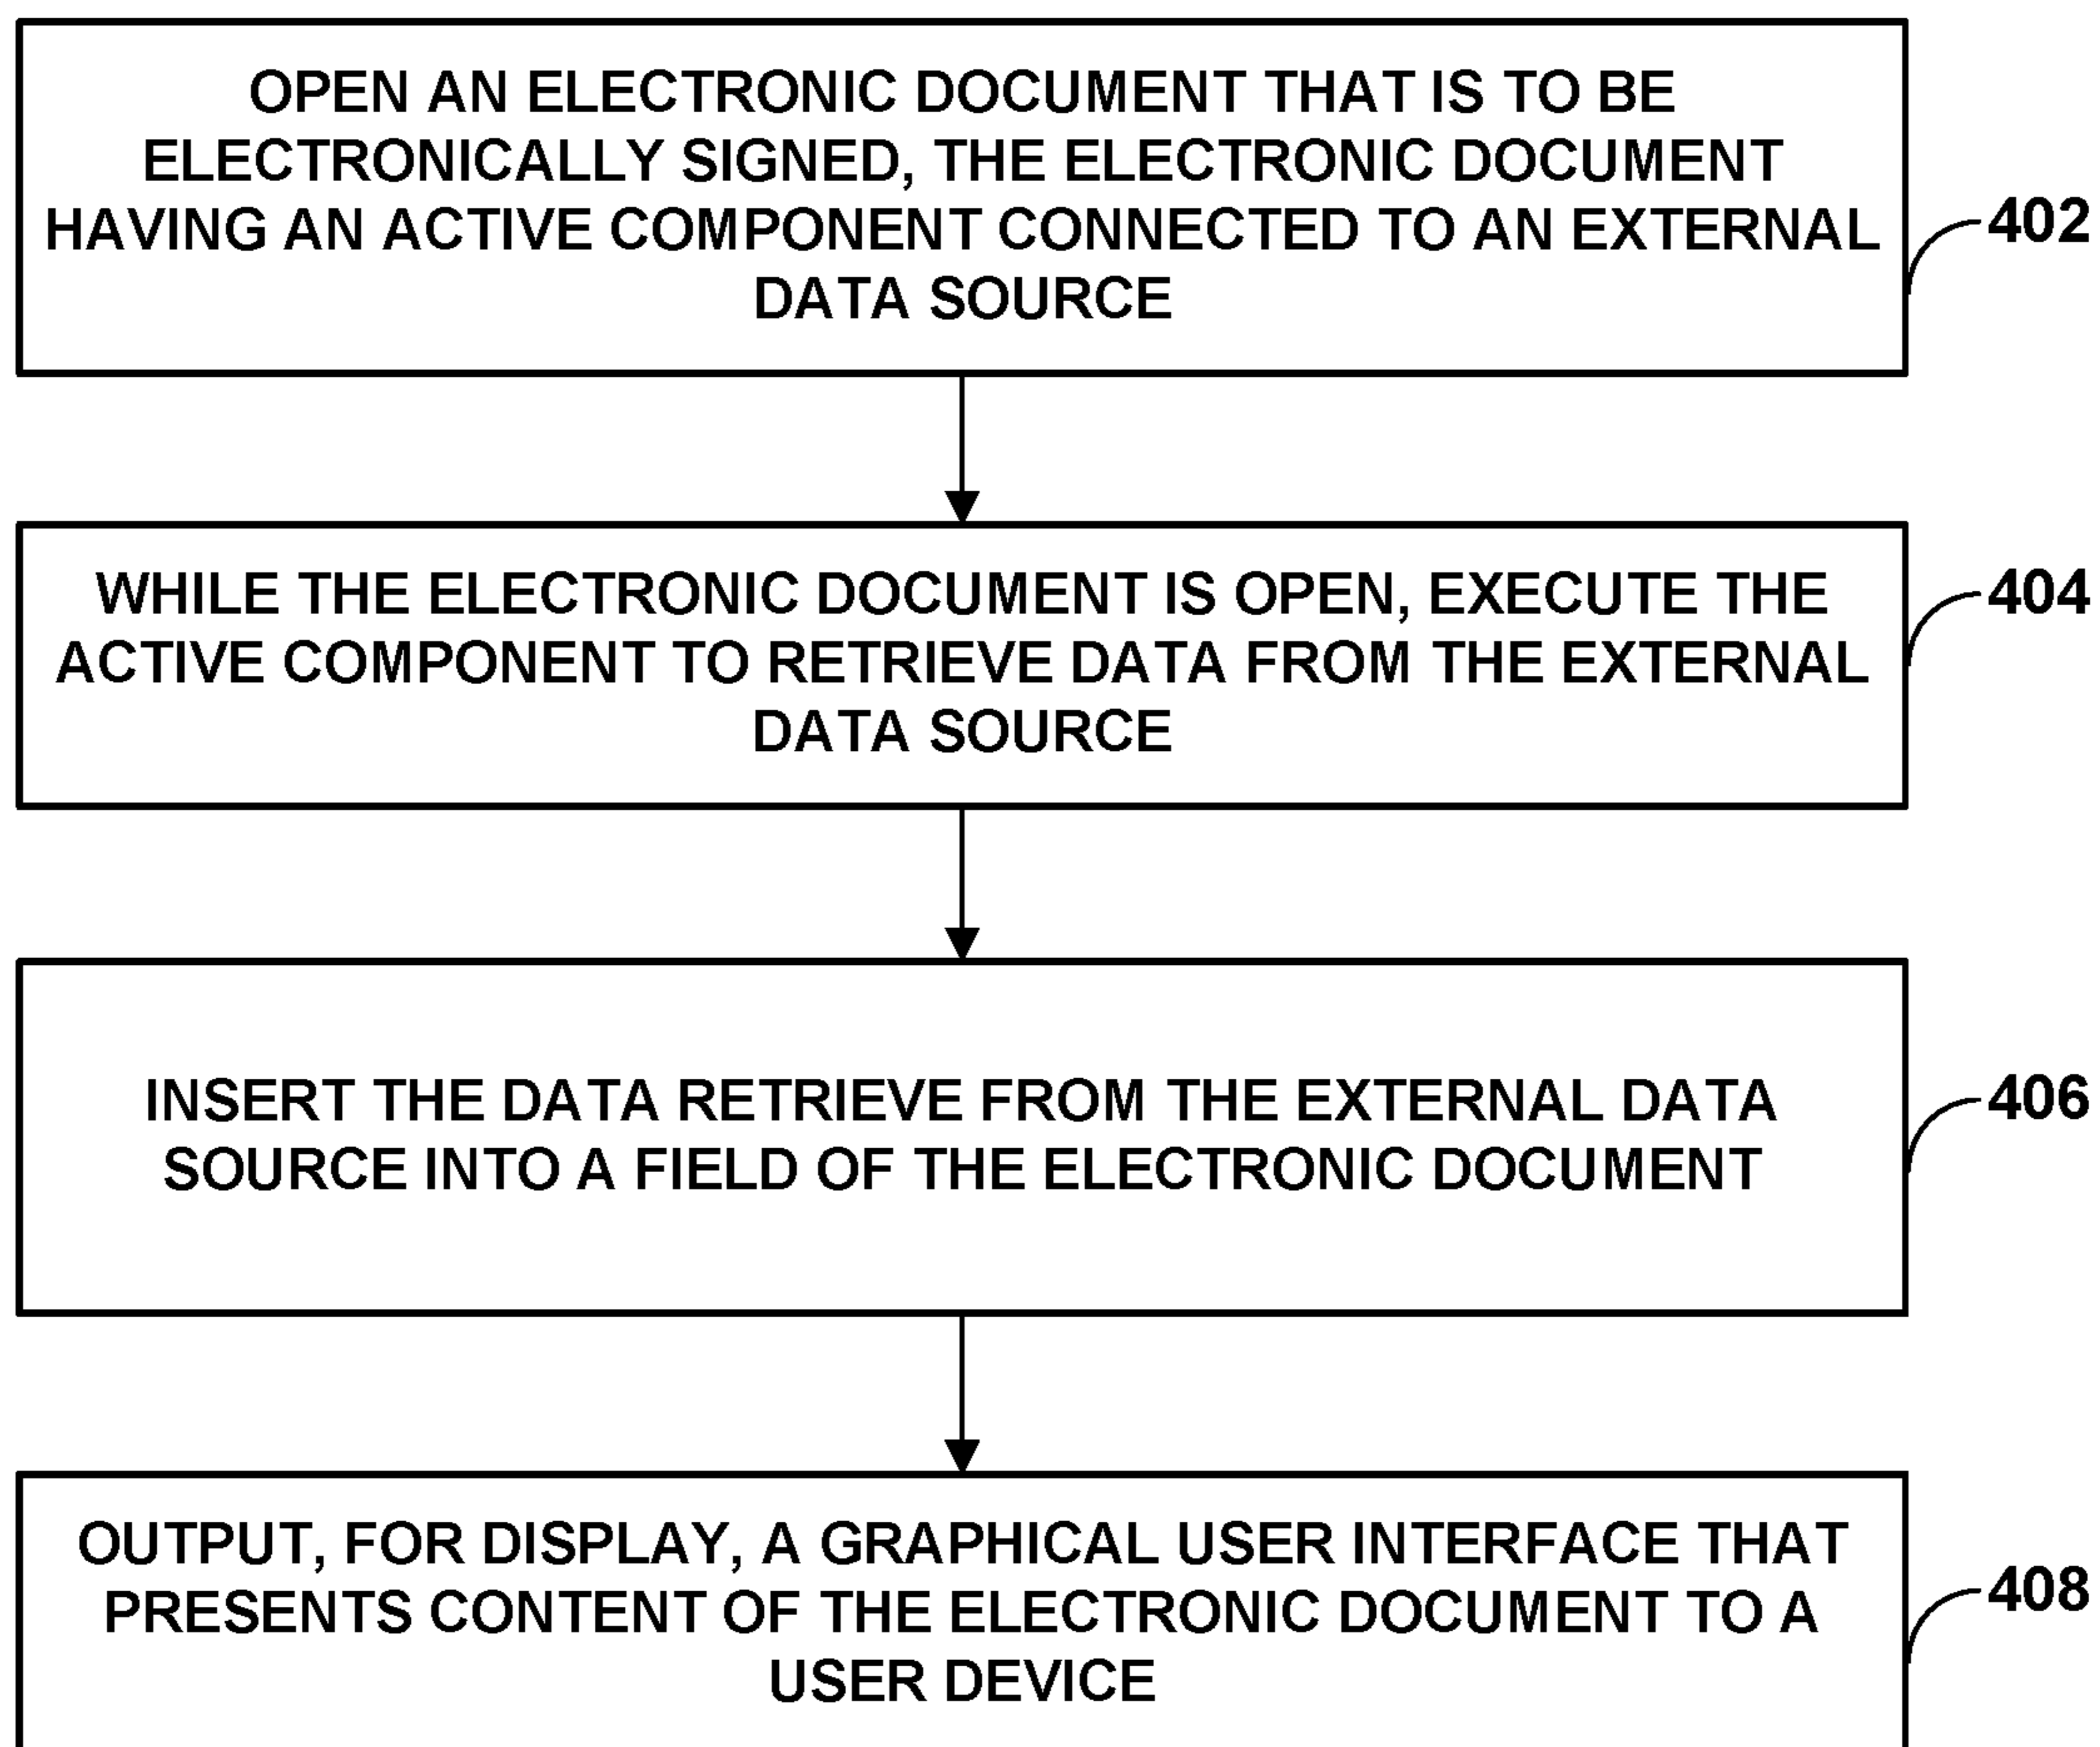 OPEN AN ELECTRONIC DOCUMENT THAT IS TO BE
ELECTRONICALLY SIGNED, THE ELECTRONIC DOCUMENT
HAVING AN ACTIVE COMPONENT CONNECTED TO AN EXTERNAL
DATA SOURCE
402
WHILE THE ELECTRONIC DOCUMENT IS OPEN, EXECUTE THE
ACTIVE COMPONENT TO RETRIEVE DATA FROM THE EXTERNAL
DATA SOURCE
404
INSERT THE DATA RETRIEVE FROM THE EXTERNAL DATA
SOURCE INTO A FIELD OF THE ELECTRONIC DOCUMENT
406
OUTPUT, FOR DISPLAY, A GRAPHICAL USER INTERFACE THAT
PRESENTS CONTENT OF THE ELECTRONIC DOCUMENT TO A
USER DEVICE
408